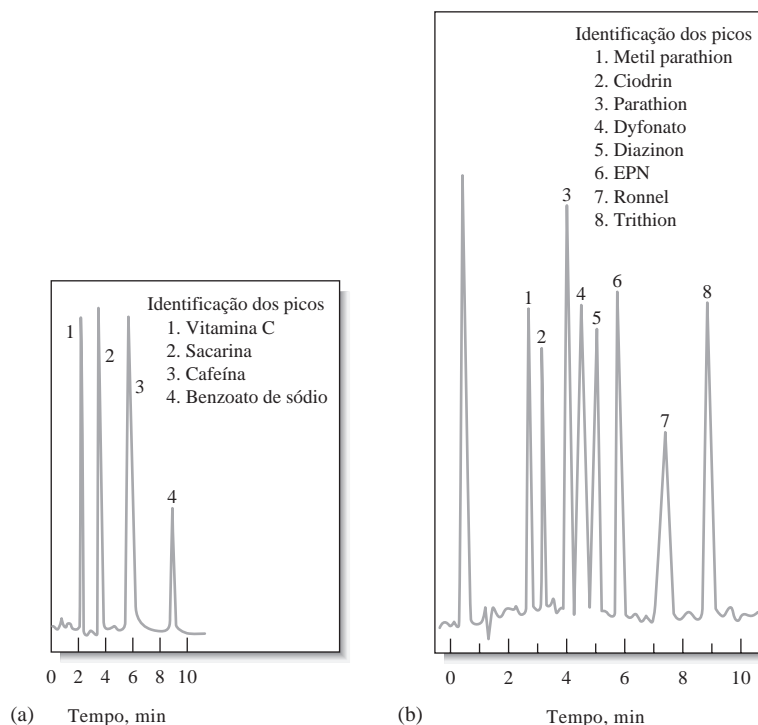 Identificação dos picos
1. Vitamina C
2. Sacarina
3. Cafeína
4. Benzoato de sódio
1
2
3
4
0 2 4 6 8 10
(a) Tempo, min
Identificação dos picos
1. Metil parathion
2. Ciodrin
3. Parathion
4. Dyfonato
5. Diazinon
6. EPN
7. Ronnel
8. Trithion
1
2
3
4
5
6
7
8
0 2 4 6 8 10
(b) Tempo, min